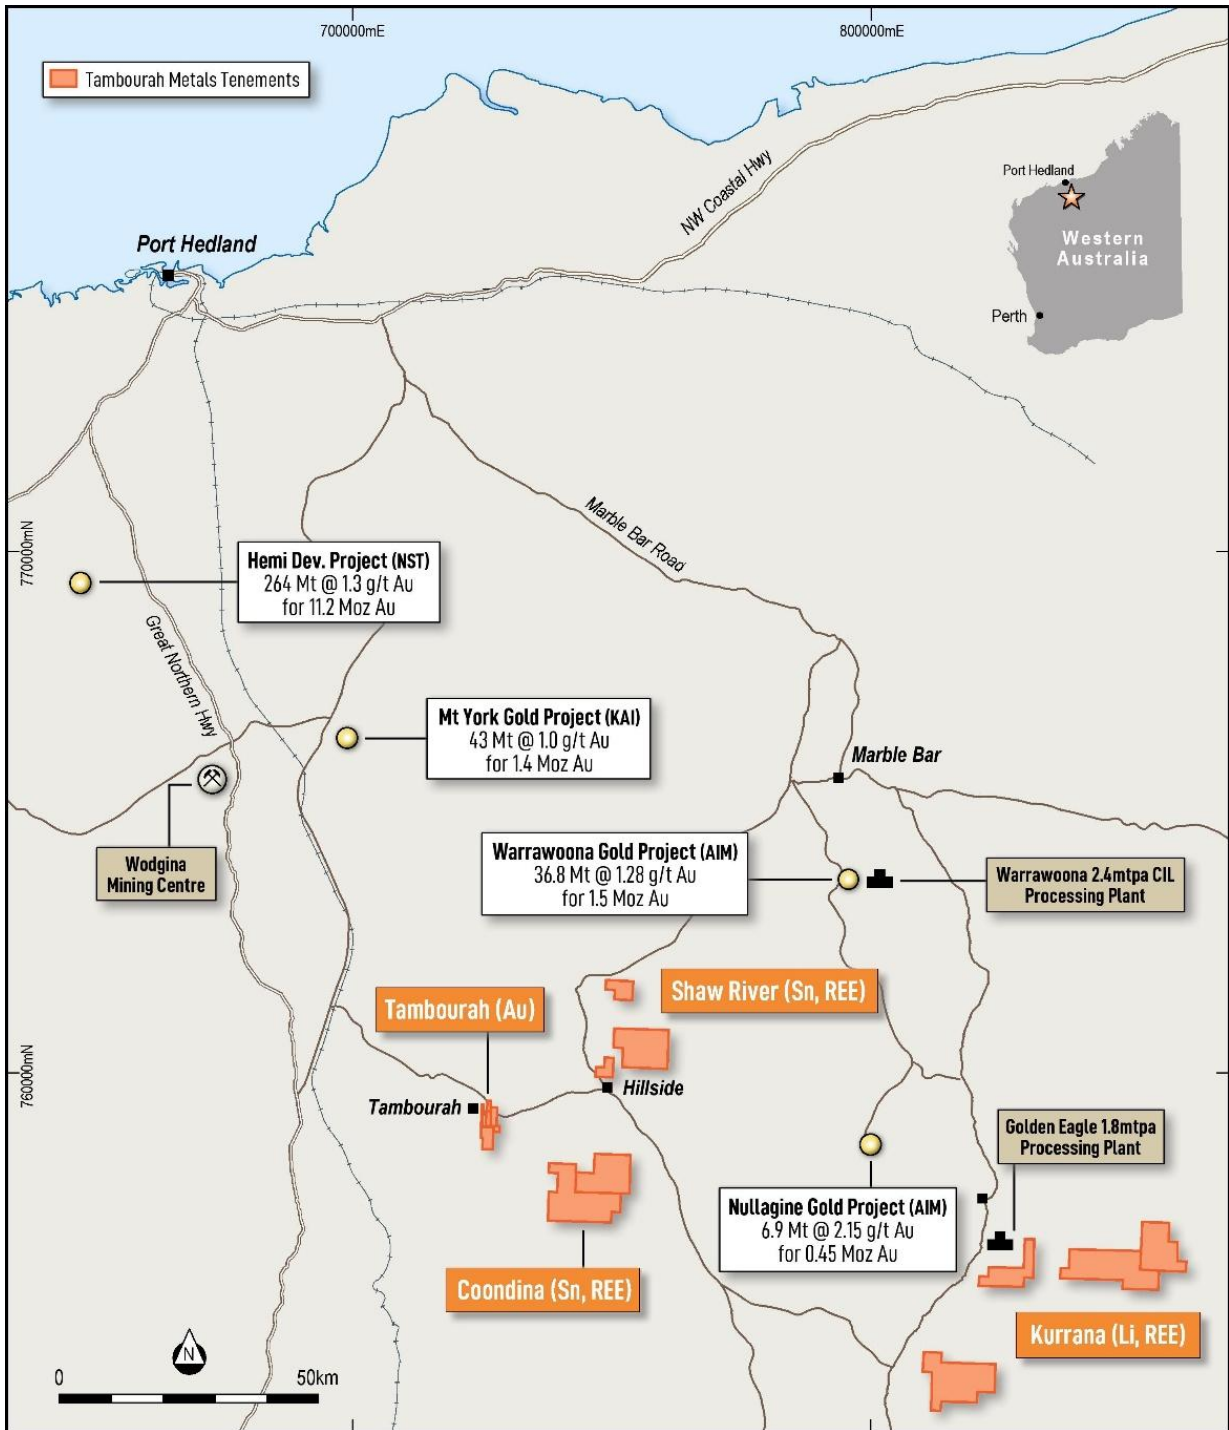 700000mE
800000mE
Tambourah Metals Tenements
NW Coastal Hwy
Port Hedland
Western
Australia
Perth
Port Hedland
Marble Bar Road
770000mN
Hemi Dev. Project (NST)
264 Mt @ 1.3 g/t Au
for 11.2 Moz Au
Great Northern Hwy
Mt York Gold Project (KAI)
43 Mt @ 1.0 g/t Au
for 1.4 Moz Au
Marble Bar
Wodgina
Mining Centre
Warrawoona Gold Project (AIM)
36.8 Mt @ 1.28 g/t Au
for 1.5 Moz Au
Warrawoona 2.4mtpa CIL
Processing Plant
Shaw River (Sn, REE)
Tambourah (Au)
760000mN
Hillside
Tambourah
Golden Eagle 1.8mtpa
Processing Plant
Nullagine Gold Project (AIM)
6.9 Mt @ 2.15 g/t Au
for 0.45 Moz Au
Coondina (Sn, REE)
Kurrana (Li, REE)
N
0
50km